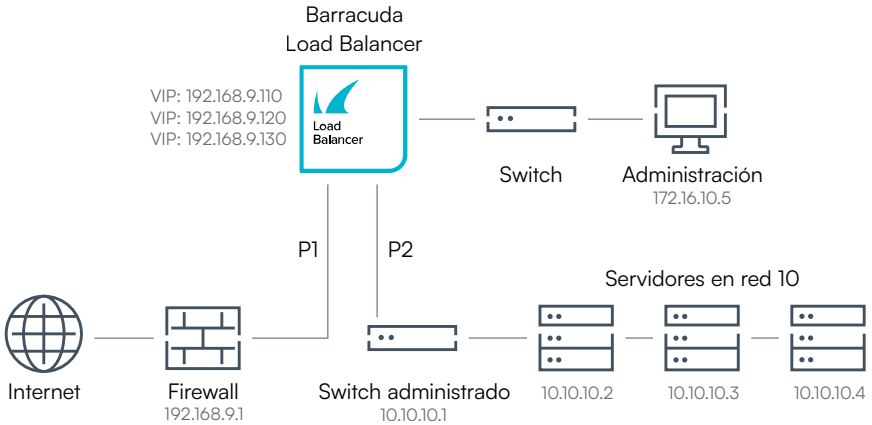 Barracuda
Load Balancer
VIP: 192.168.9.110
VIP: 192.168.9.120
VIP: 192.168.9.130
Load
Balancer
Switch
Administración
172.16.10.5
P1
P2
Servidores en red 10
Internet
Firewall
192.168.9.1
Switch administrado
10.10.10.1
10.10.10.2
10.10.10.3
10.10.10.4